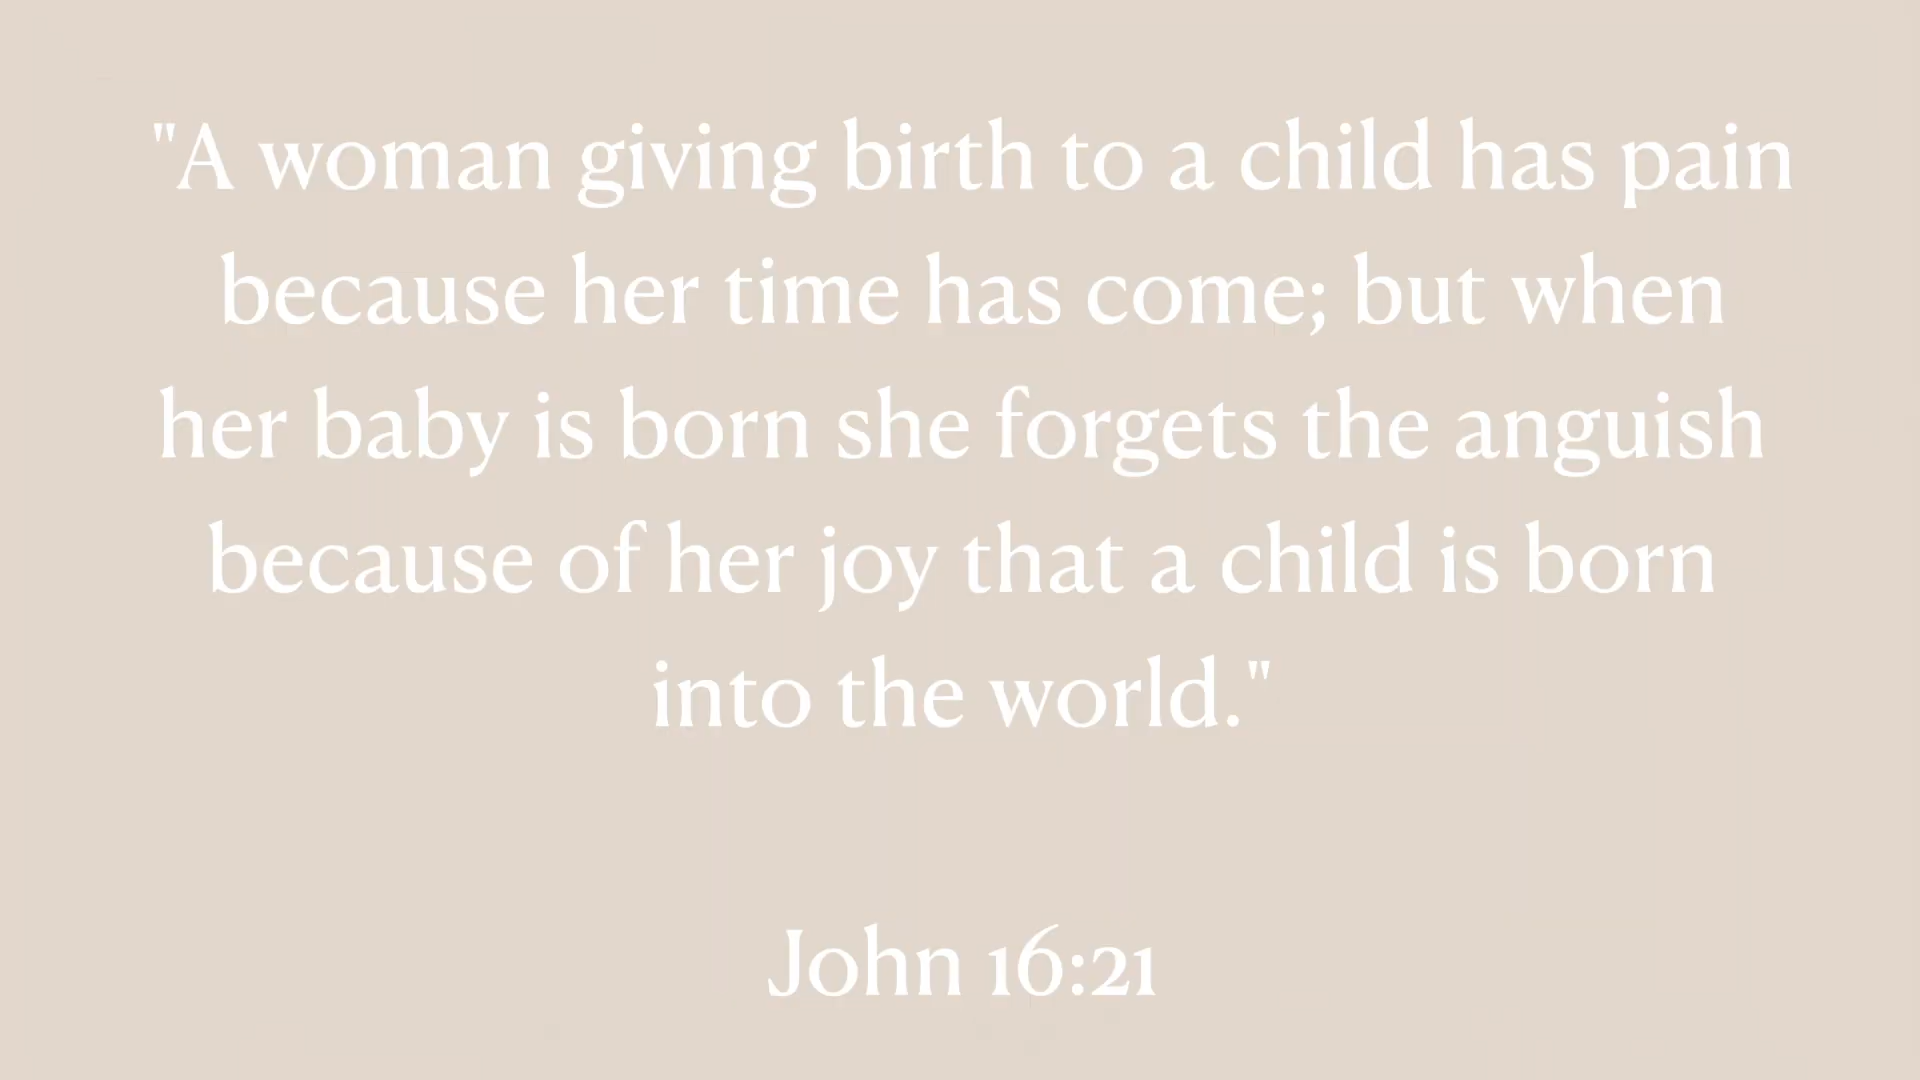 "A woman giving birth to a child has pain
because her time has come; but when
her baby is born she forgets the anguish
because of her joy that a child is born
into the world."
John 16:21